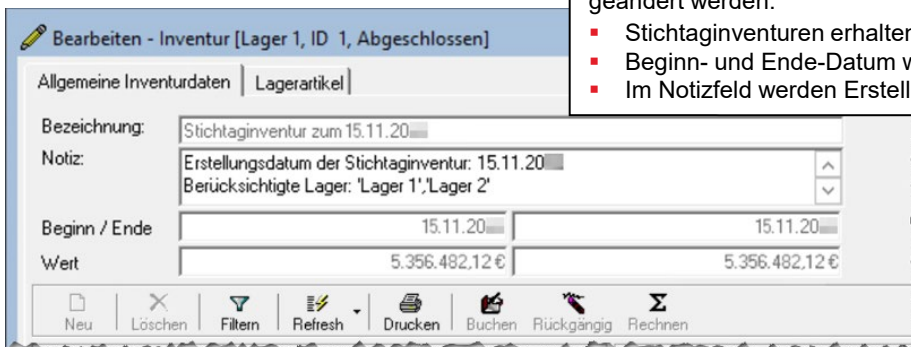 geändert werden.
Stichtaginventuren erhalten
Beginn- und Ende-Datum
Im Notizfeld werden
Bearbeiten - Inventur [Lager 1, ID 1, Abgeschlossen]
Allgemeine Inventurdaten Lagerartikel
Bezeichnung: Stichtaginventur zum 15.11.20
Notiz: Erstellungsdatum der Stichtaginventur: 15.11.20
Berücksichtigte Lager: 'Lager 1','Lager 2'
Beginn / Ende 15.11.20 15.11.20
Wert 5.356.482,12 € 5.356.482,12 €
Neu Löschen Filtern Refresh Drucken Buchen Rückgängig Rechnen